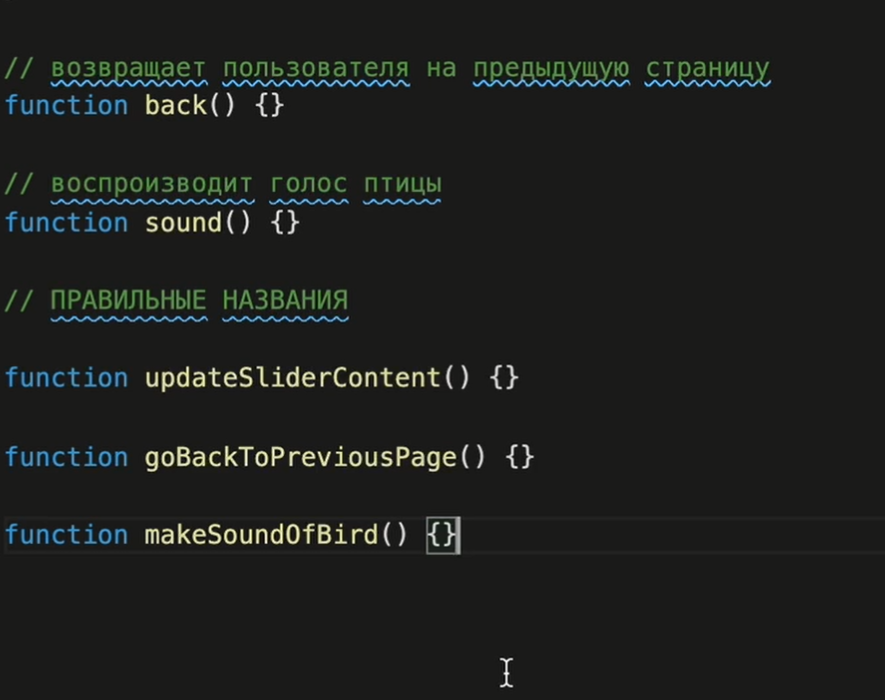 // возвращает пользователя на предыдущую страницу
function back() {}
// воспроизводит голос птицы
function sound() {}
// ПРАВИЛЬНЫЕ НАЗВАНИЯ
function updateSliderContent() {}
function goBackToPreviousPage() {}
function makeSoundOfBird() {}